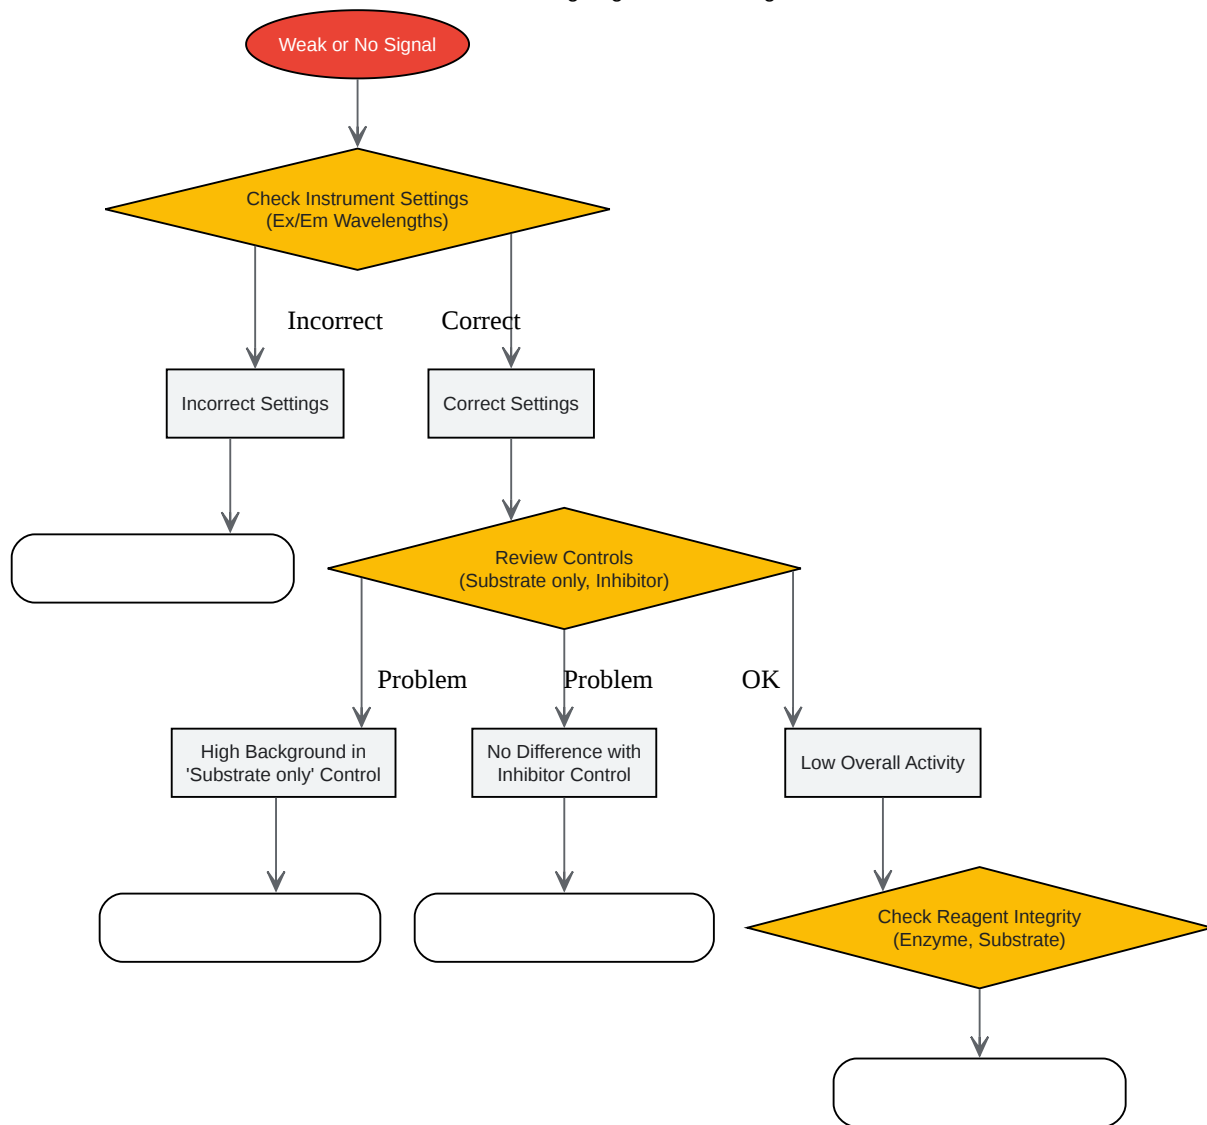 Weak or No Signal
Check Instrument Settings
(Ex/Em Wavelengths)
Incorrect
Correct
Incorrect Settings
Correct Settings
Review Controls
(Substrate only, Inhibitor)
Problem
Problem
OK
High Background in
'Substrate only' Control
No Difference with
Inhibitor Control
Low Overall Activity
Check Reagent Integrity
(Enzyme, Substrate)